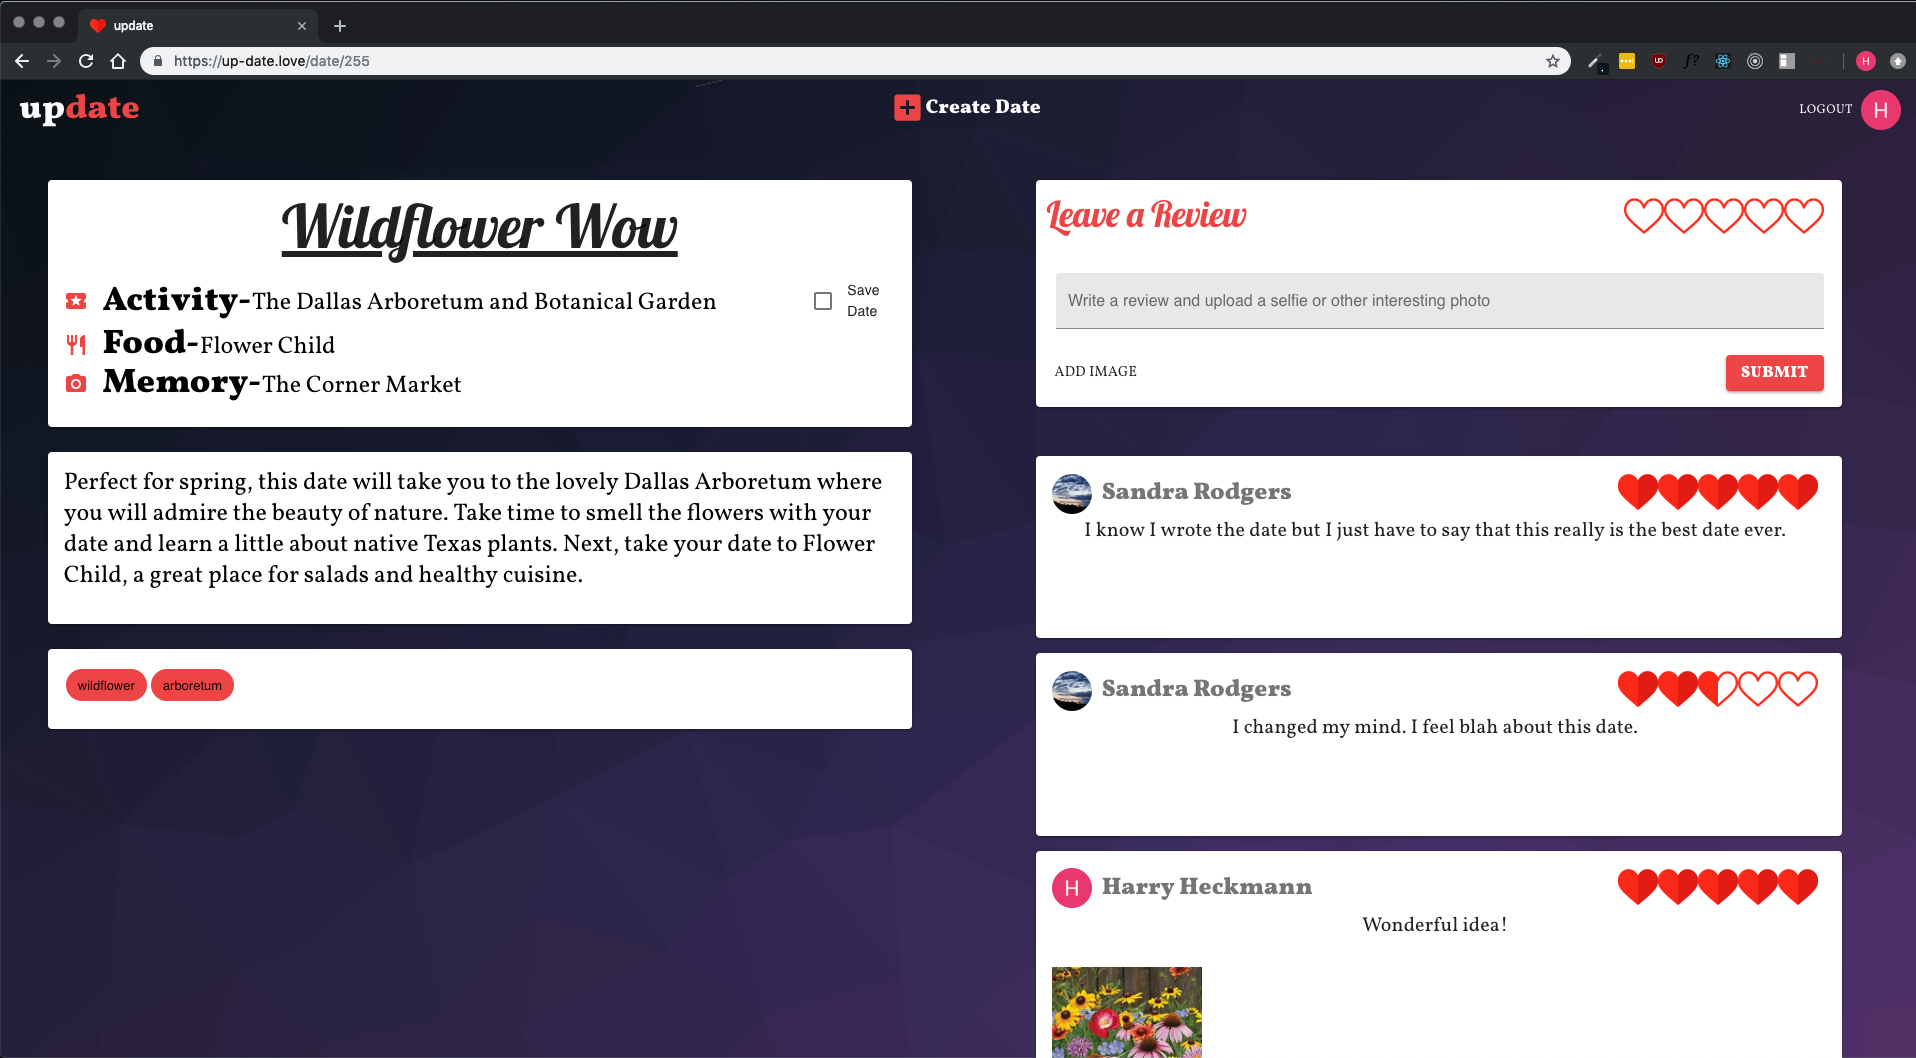 update
https://up-date.love/date/255
H
update
Create Date
LOGOUT
H
Wildflower Wow
Activity-The Dallas Arboretum and Botanical Garden
Save
Date
Food-Flower Child
Memory-The Corner Market
Perfect for spring, this date will take you to the lovely Dallas Arboretum where
you will admire the beauty of nature. Take time to smell the flowers with your
date and learn a little about native Texas plants. Next, take your date to Flower
Child, a great place for salads and healthy cuisine.
wildflower
arboretum
Leave a Review
Write a review and upload a selfie or other interesting photo
ADD IMAGE
SUBMIT
Sandra Rodgers
I know I wrote the date but I just have to say that this really is the best date ever.
Sandra Rodgers
I changed my mind. I feel blah about this date.
H
Harry Heckmann
Wonderful idea!